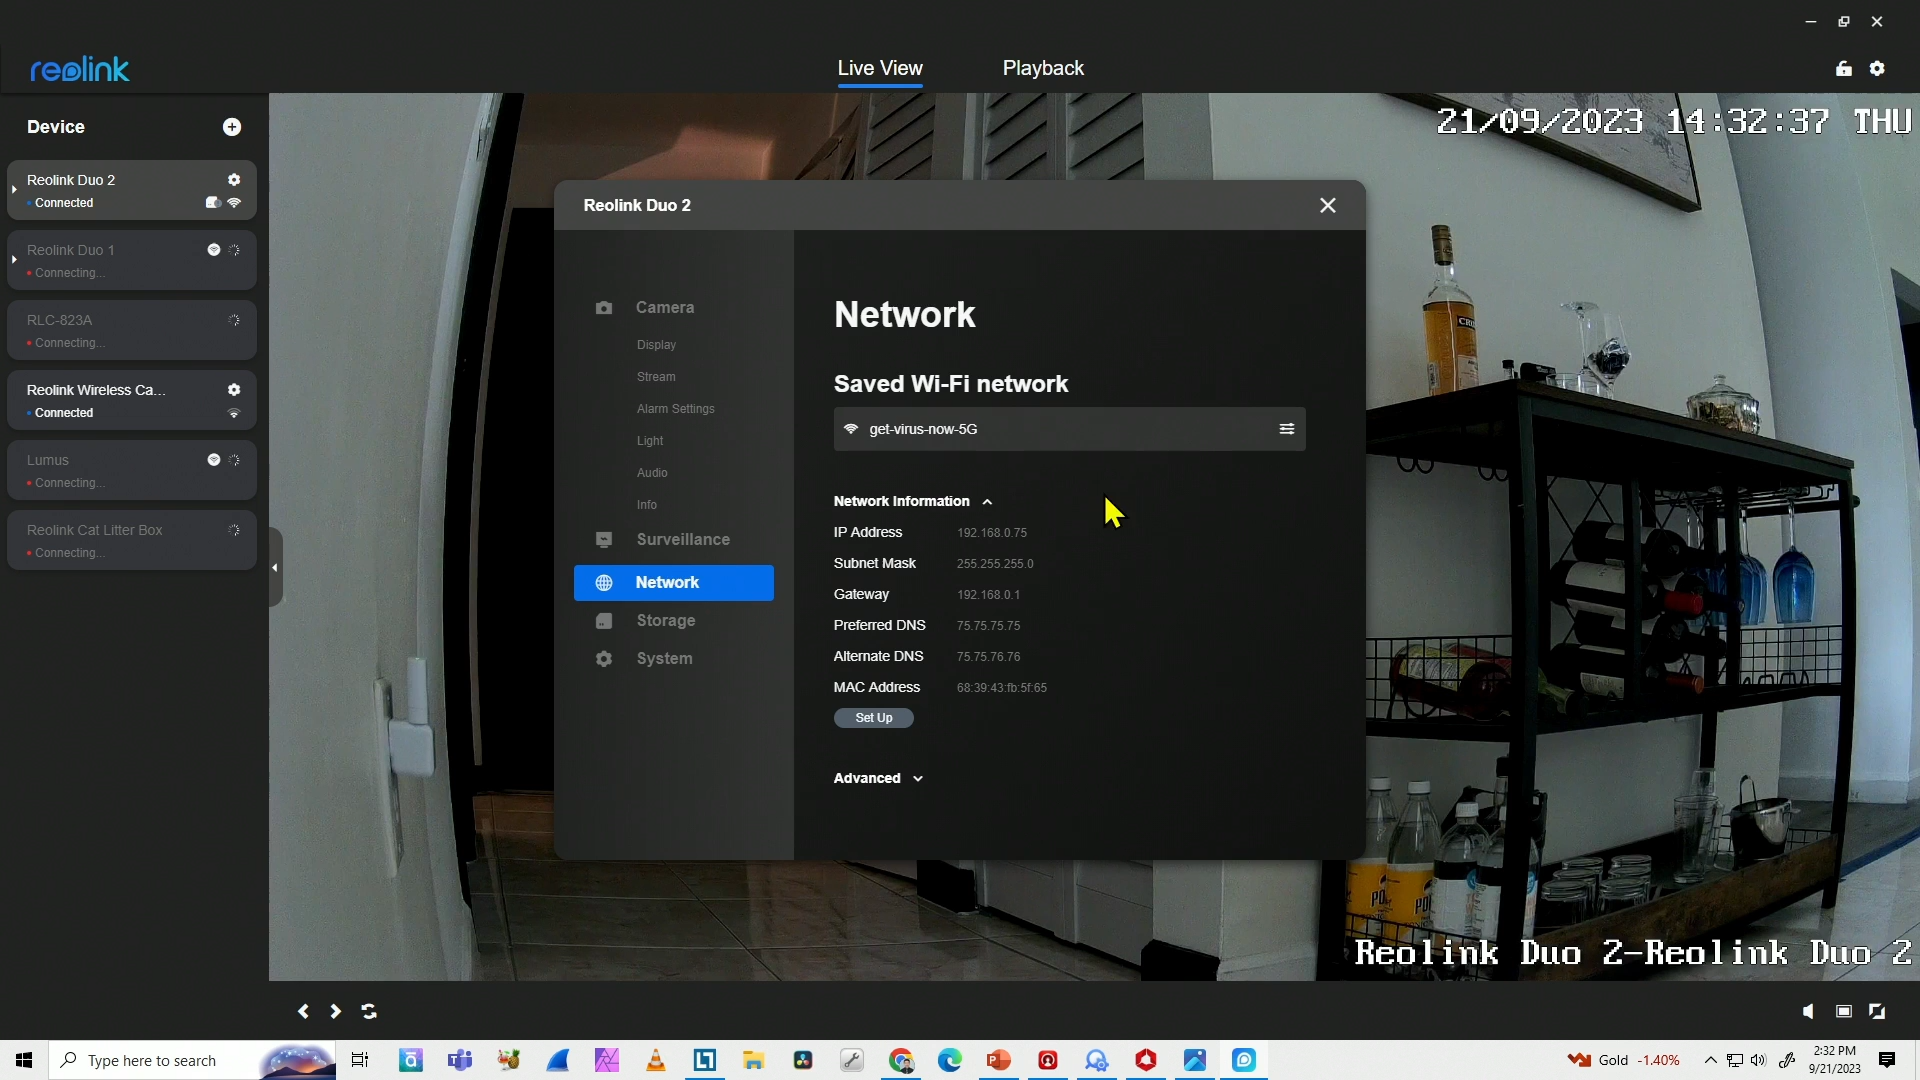 reolink
Live View
Playback
Device
Reolink Duo 2
Connected
Reolink Duo 1
Connecting...
RLC-823A
Connecting...
Reolink Wireless Ca...
Connected
Lumus
Connecting...
Reolink Cat Litter Box
Connecting...
21/09/2023 14:32:37 THU
Reolink Duo 2
Camera
Display
Stream
Alarm Settings
Light
Audio
Info
Surveillance
Network
Storage
System
Network
Saved Wi-Fi network
get-virus-now-5G
Network Information
IP Address 192.168.0.75
Subnet Mask 255.255.255.0
Gateway 192.168.0.1
Preferred DNS 75.75.75.75
Alternate DNS 75.75.76.76
MAC Address 68:39:43:fb:5f:65
Set Up
Advanced
Reolink Duo 2-Reolink Duo 2
Type here to search
Gold -1.40%
2:32 PM
9/21/2023